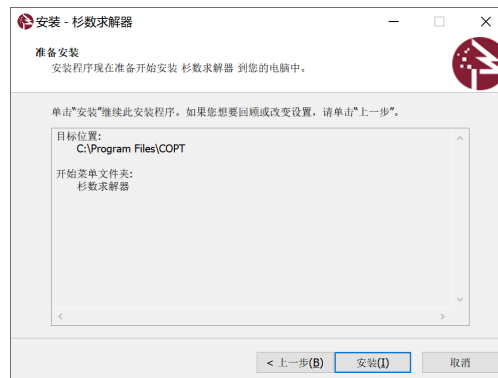 安装 - 杉数求解器
准备安装
安装程序现在准备开始安装 杉数求解器 到您的电脑中。
单击“安装”继续此安装程序。如果您想要回顾或改变设置，请单击“上一步”。
目标位置:
C:\Program Files\COPT
开始菜单文件夹:
杉数求解器
< 上一步(B)
安装(I)
取消